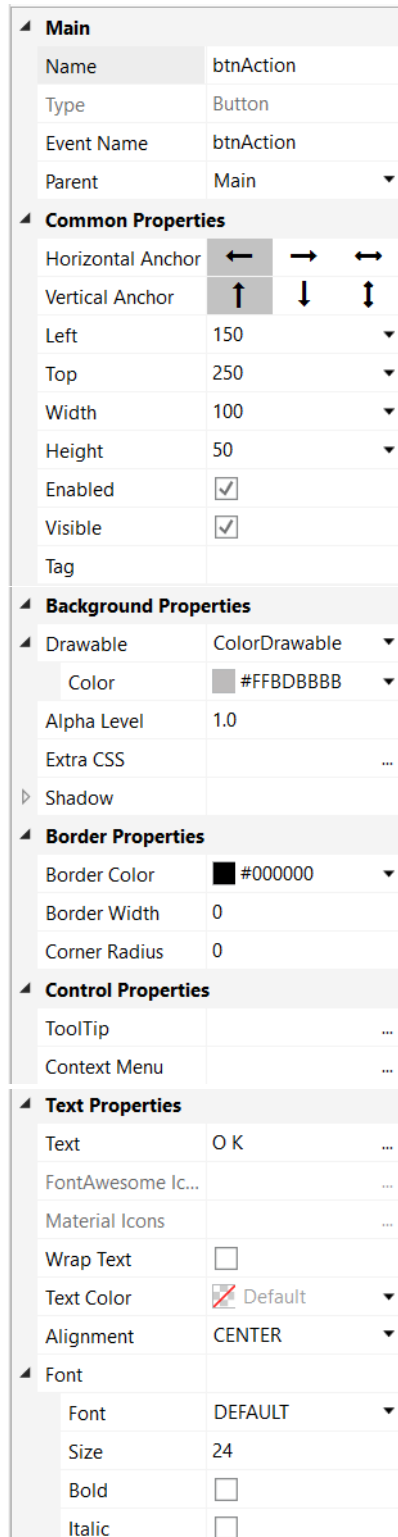 Main
Name btnAction
Type Button
Event Name btnAction
Parent Main
Common Properties
Horizontal Anchor
Vertical Anchor
Left 150
Top 250
Width 100
Height 50
Enabled
Visible
Tag
Background Properties
Drawable ColorDrawable
Color #FFBDBBBB
Alpha Level 1.0
Extra CSS ...
Shadow
Border Properties
Border Color #000000
Border Width 0
Corner Radius 0
Control Properties
ToolTip ...
Context Menu ...
Text Properties
Text O K ...
FontAwesome Ic... ...
Material Icons ...
Wrap Text
Text Color Default
Alignment CENTER
Font
Font DEFAULT
Size 24
Bold
Italic